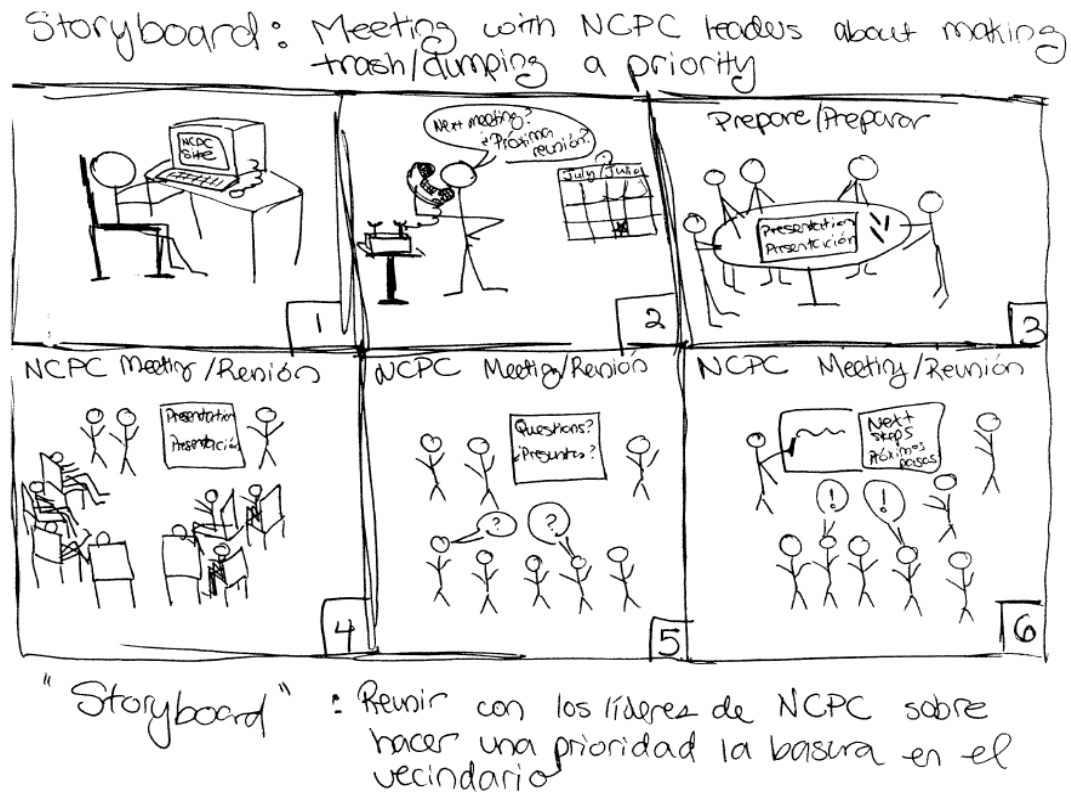 Storyboard: Meeting with NCPC leaders about making
trash/dumping a priority
NCPC
Site
1
Next meeting?
¿Próxima
reunión?
July/Julio
2
Prepare/Preparar
Presentation
Presentación
3
NCPC Meeting/Reunión
Presentation
Presentación
4
NCPC Meeting/Reunión
Questions?
¿Preguntas?
?
?
5
NCPC Meeting/Reunión
Next
steps
Próximos
pasos
!
!
6
"Storyboard": Reunir con los líderes de NCPC sobre
hacer una prioridad la basura en el
vecindario